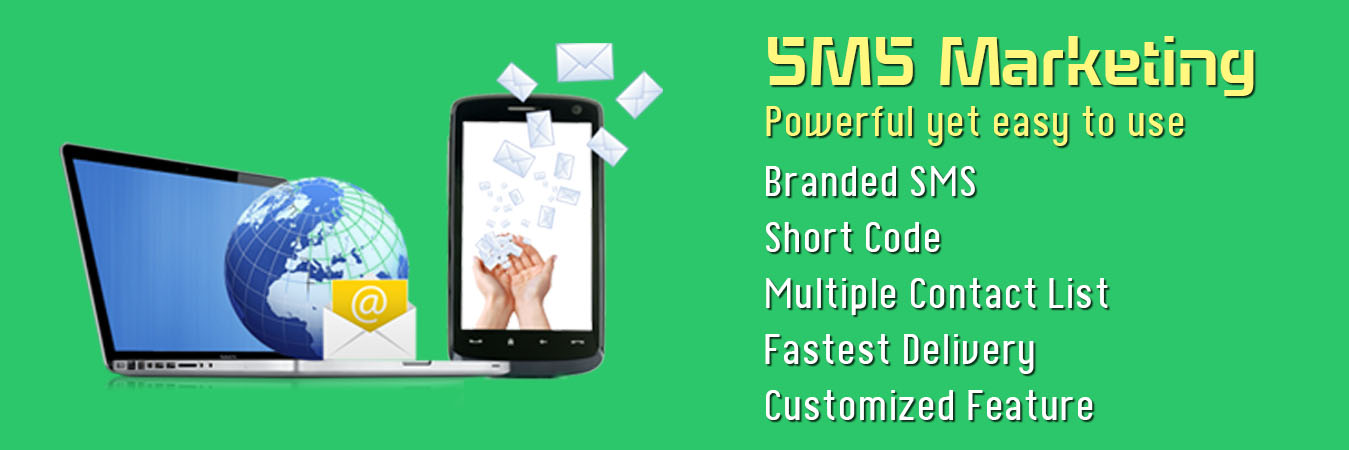 SMS Marketing
Powerful yet easy to use
Branded SMS
Short Code
Multiple Contact List
Fastest Delivery
Customized Feature
@